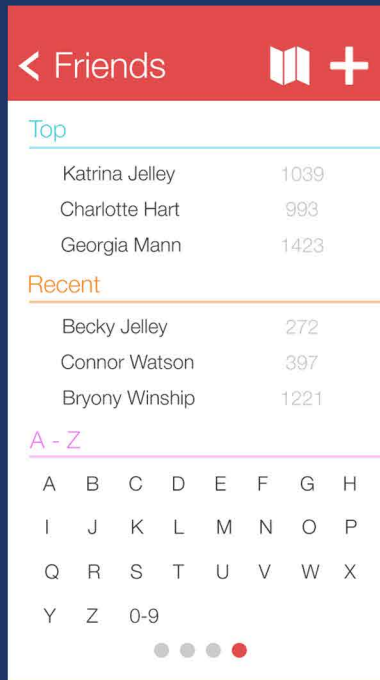 Friends
Top
Katrina Jelley 1039
Charlotte Hart 993
Georgia Mann 1423
Recent
Becky Jelley 272
Connor Watson 397
Bryony Winship 1221
A - Z
A B C D E F G H
I J K L M N O P
Q R S T U V W X
Y Z 0-9